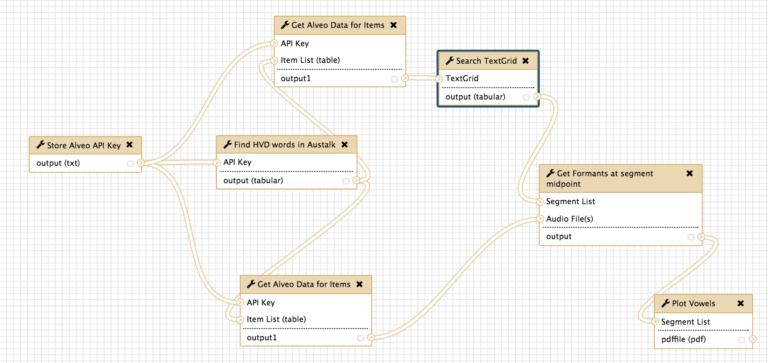 Get Alveo Data for Items
API Key
Item List (table)
output1
Search TextGrid
TextGrid
output (tabular)
Store Alveo API Key
output (txt)
Find HVD words in Austalk
API Key
output (tabular)
Get Formants at segment
midpoint
Segment List
Audio File(s)
output
Get Alveo Data for Items
API Key
Item List (table)
output1
Plot Vowels
Segment List
pdffile (pdf)